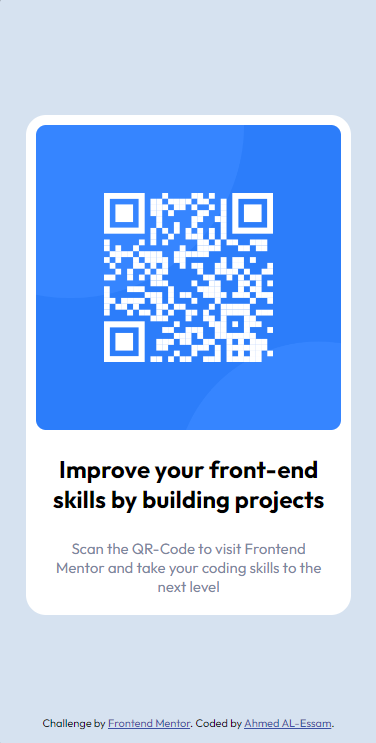 Improve your front-end
skills by building projects
Scan the QR-Code to visit Frontend
Mentor and take your coding skills to the
next level
Challenge by Frontend Mentor. Coded by Ahmed AL-Essam.